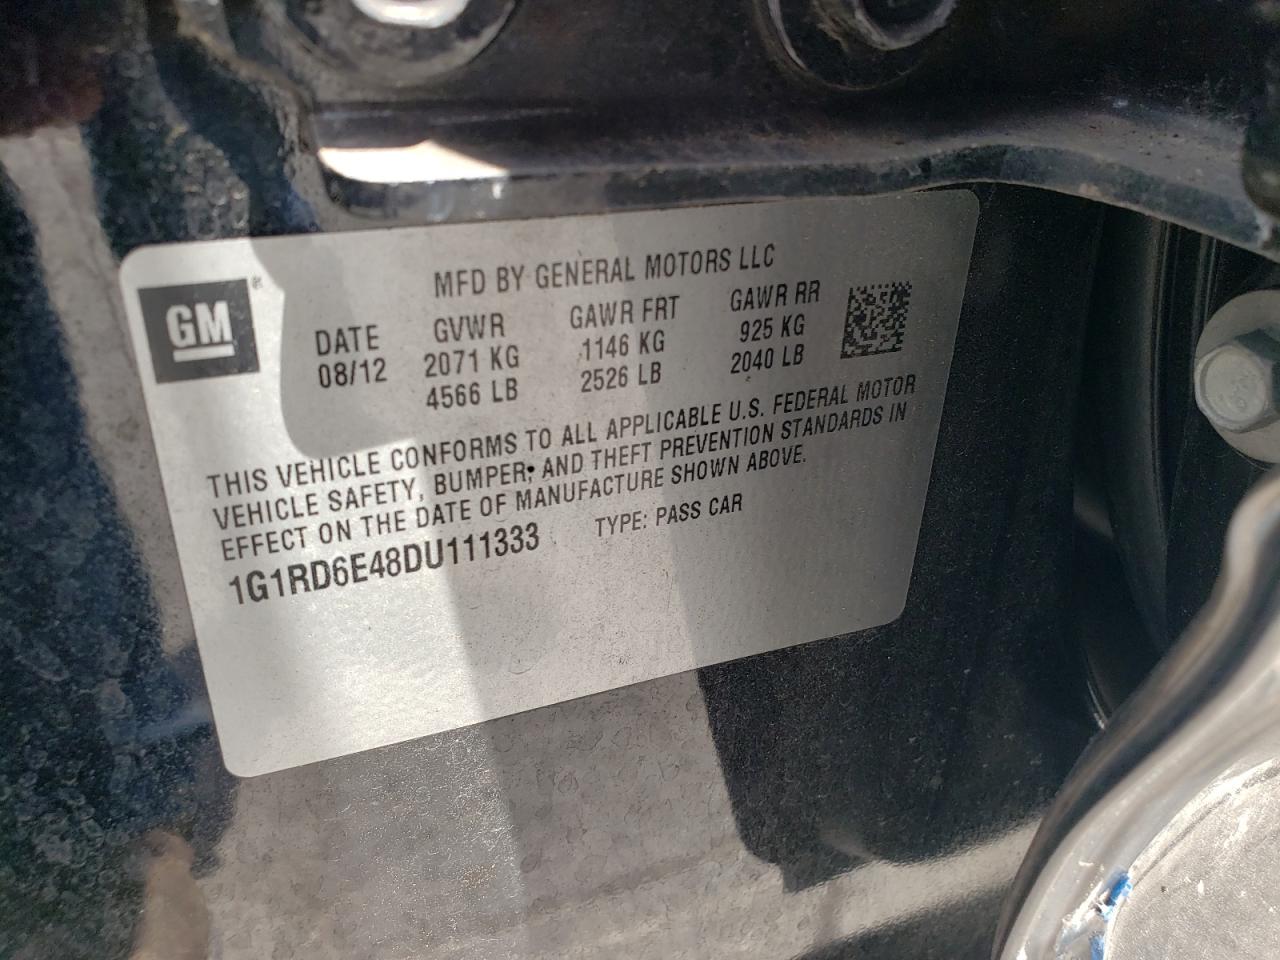 GM®
MFD BY GENERAL MOTORS LLC
DATE GVWR GAWR FRT GAWR RR
08/12 2071 KG 1146 KG 925 KG
4566 LB 2526 LB 2040 LB
THIS VEHICLE CONFORMS TO ALL APPLICABLE U.S. FEDERAL MOTOR
VEHICLE SAFETY, BUMPER, AND THEFT PREVENTION STANDARDS IN
EFFECT ON THE DATE OF MANUFACTURE SHOWN ABOVE.
1G1RD6E48DU111333 TYPE: PASS CAR